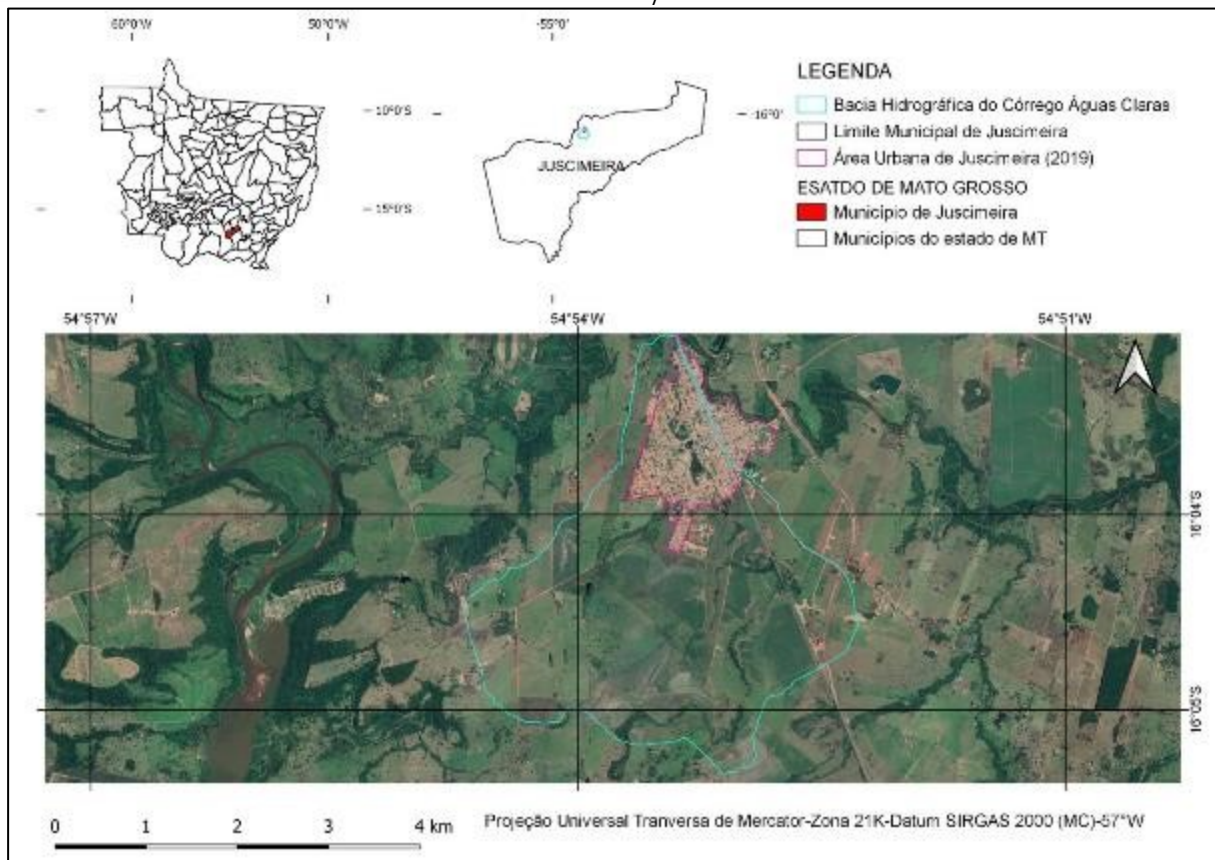 60°0'W
50°0'W
-55°0'
10°0'S
15°0'S
-16°0'
JUSCIMEIRA
LEGENDA
Bacia Hidrográfica do Córrego Águas Claras
Limite Municipal de Juscimeira
Área Urbana de Juscimeira (2019)
ESATDO DE MATO GROSSO
Município de Juscimeira
Municípios do estado de MT
54°57'W
54°54'W
54°51'W
16°04'S
16°05'S
0 1 2 3 4 km
Projeção Universal Tranversa de Mercator-Zona 21K-Datum SIRGAS 2000 (MC)-57°W